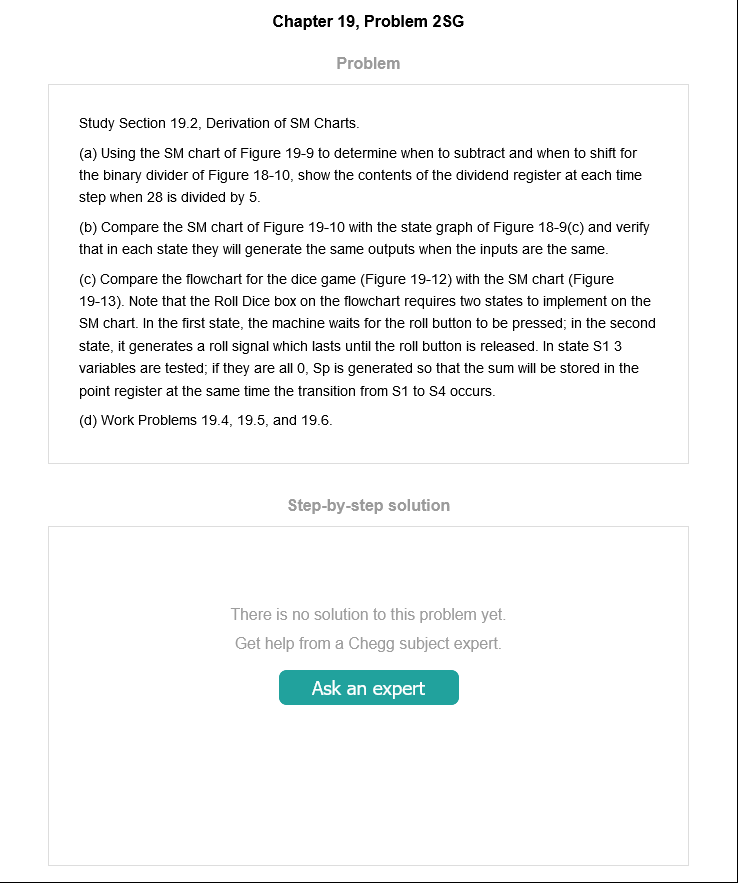 Chapter 19, Problem 2SG
Problem
Study Section 19.2, Derivation of SM Charts.
(a) Using the SM chart of Figure 19-9 to determine when to subtract and when to shift for
the binary divider of Figure 18-10, show the contents of the dividend register at each time
step when 28 is divided by 5.
(b) Compare the SM chart of Figure 19-10 with the state graph of Figure 18-9(c) and verify
that in each state they will generate the same outputs when the inputs are the same.
(c) Compare the flowchart for the dice game (Figure 19-12) with the SM chart (Figure
19-13). Note that the Roll Dice box on the flowchart requires two states to implement on the
SM chart. In the first state, the machine waits for the roll button to be pressed; in the second
state, it generates a roll signal which lasts until the roll button is released. In state S1 3
variables are tested; if they are all 0, Sp is generated so that the sum will be stored in the
point register at the same time the transition from S1 to S4 occurs.
(d) Work Problems 19.4, 19.5, and 19.6.
Step-by-step solution
There is no solution to this problem yet.
Get help from a Chegg subject expert.
Ask an expert